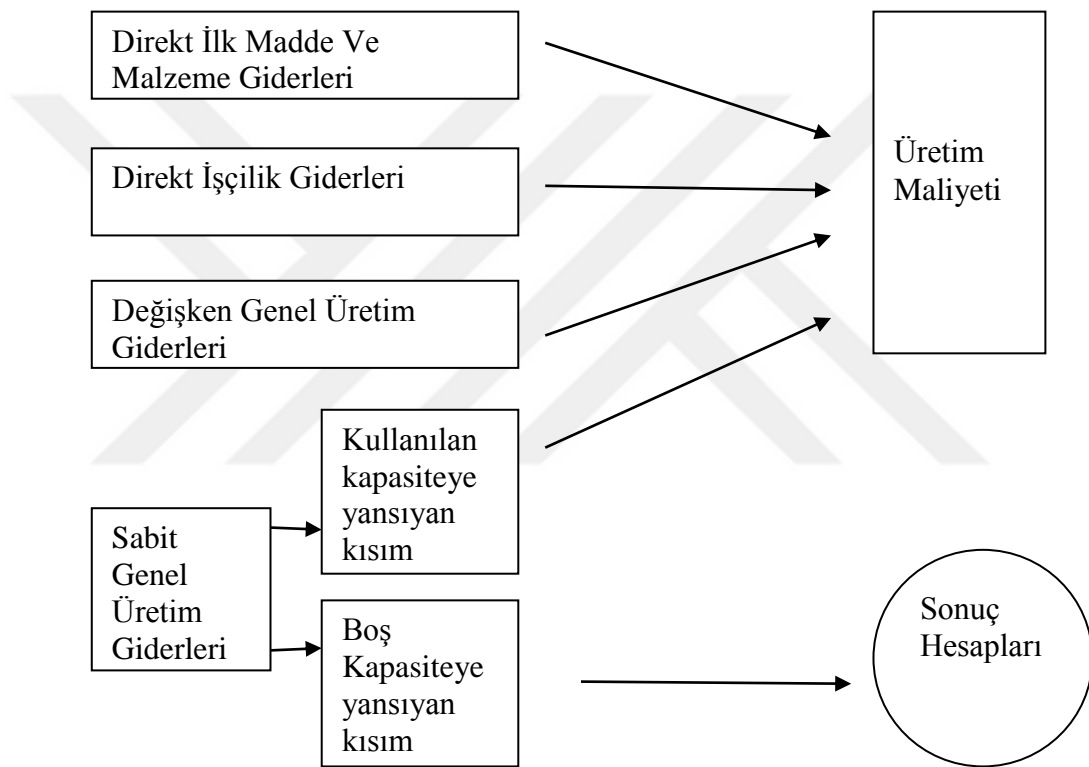 Direkt İlk Madde Ve
Malzeme Giderleri
Direkt İşçilik Giderleri
Değişken Genel Üretim
Giderleri
Üretim
Maliyeti
Kullanılan
kapasiteye
yansıyan
kısım
Sabit
Genel
Üretim
Giderleri
Boş
Kapasiteye
yansıyan
kısım
Sonuç
Hesapları